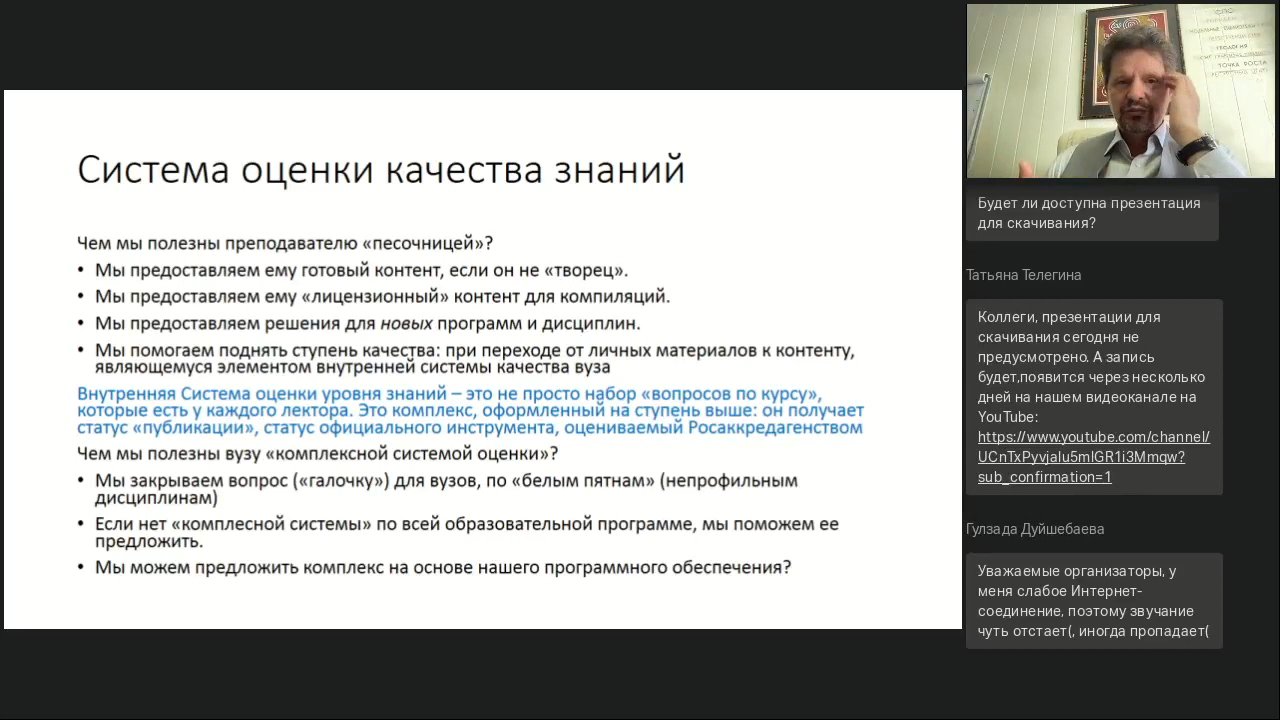 Система оценки качества знаний
Чем мы полезны преподавателю «песочницей»?
• Мы предоставляем ему готовый контент, если он не «творец».
• Мы предоставляем ему «лицензионный» контент для компиляций.
• Мы предоставляем решения для новых программ и дисциплин.
• Мы помогаем поднять ступень качества: при переходе от личных материалов к контенту,
являющемуся элементом внутренней системы качества вуза
Внутренняя Система оценки уровня знаний – это не просто набор «вопросов по курсу»,
которые есть у каждого лектора. Это комплекс, оформленный на ступень выше: он получает
статус «публикации», статус официального инструмента, оцениваемый Росаккредагенством
Чем мы полезны вузу «комплексной системой оценки»?
• Мы закрываем вопрос («галочку») для вузов, по «белым пятнам» (непрофильным
дисциплинам)
• Если нет «комплесной системы» по всей образовательной программе, мы поможем ее
предложить.
• Мы можем предложить комплекс на основе нашего программного обеспечения?
ГЕОЛОГИЯ
ТОЧКА РОСТА
Будет ли доступна презентация
для скачивания?
Татьяна Телегина
Коллеги, презентации для
скачивания сегодня не
предусмотрено. А запись
будет,появится через несколько
дней на нашем видеоканале на
YouTube:
https://www.youtube.com/channel/
UCnTxPyvjaIu5mlGR1i3Mmqw?
sub_confirmation=1
Гулзада Дуйшебаева
Уважаемые организаторы, у
меня слабое Интернет-
соединение, поэтому звучание
чуть отстает(, иногда пропадает(